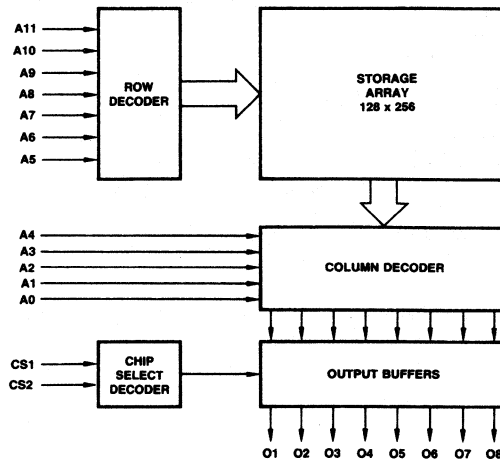 A11
A10
A9
A8
A7
A6
A5
ROW
DECODER
STORAGE
ARRAY
128 x 256
A4
A3
A2
A1
A0
COLUMN DECODER
CS1
CS2
CHIP
SELECT
DECODER
OUTPUT BUFFERS
O1 O2 O3 O4 O5 O6 O7 O8